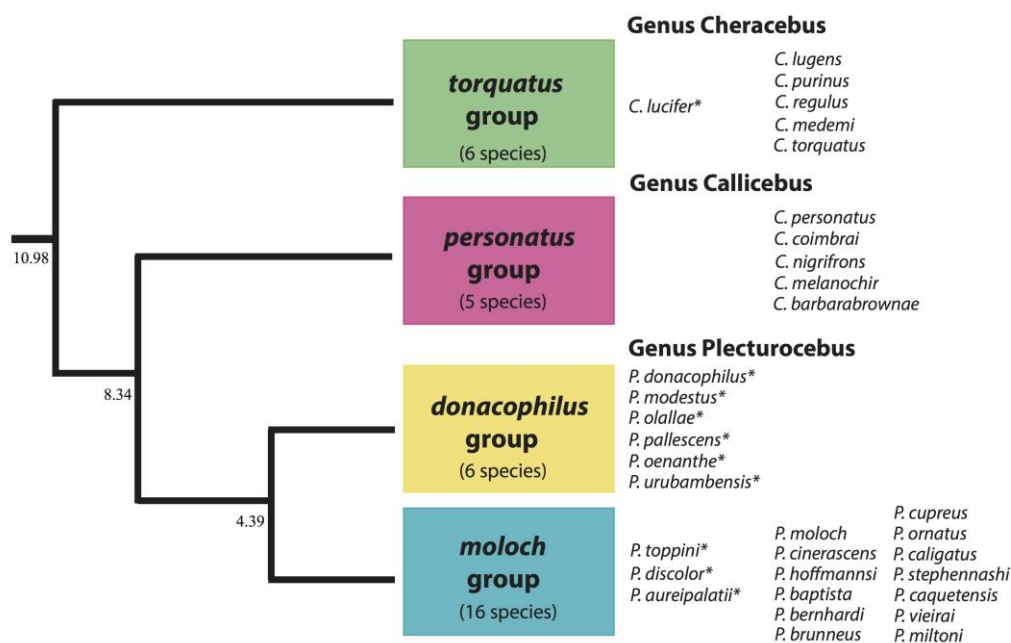 Genus Cheracebus
torquatus
group
(6 species)
C. lucifer*
C. lugens
C. purinus
C. regulus
C. medemi
C. torquatus
10.98
Genus Callicebus
personatus
group
(5 species)
C. personatus
C. coimbrai
C. nigrifrons
C. melanochir
C. barbarabrownae
8.34
Genus Plecturocebus
donacophilus
group
(6 species)
P. donacophilus*
P. modestus*
P. olallae*
P. pallescens*
P. oenanthe*
P. urubambensis*
4.39
moloch
group
(16 species)
P. toppini*
P. discolor*
P. aureipalatii*
P. moloch
P. cinerascens
P. hoffmannsi
P. baptista
P. bernhardi
P. brunneus
P. cupreus
P. ornatus
P. caligatus
P. stephennashi
P. caquetensis
P. vieirai
P. miltoni